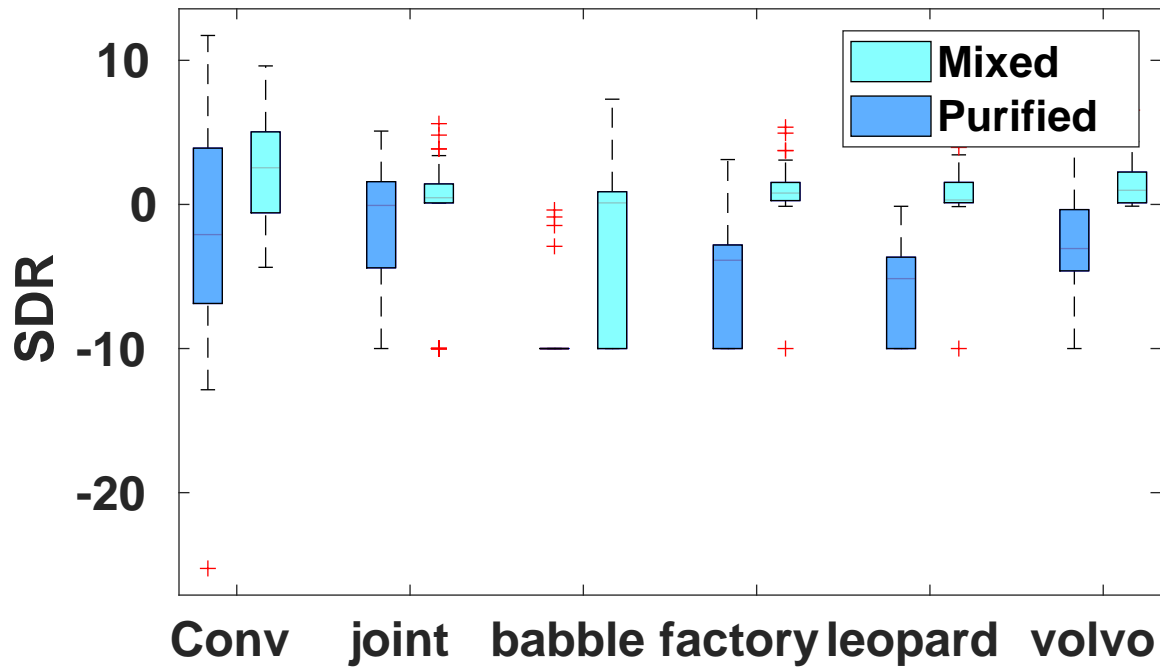 Mixed
Purified
10
0
-10
-20
SDR
Conv joint babble factory leopard volvo